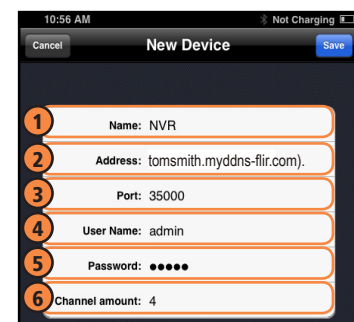 10:56 AM Not Charging
Cancel New Device Save
1 Name: NVR
2 Address: tomsmith.myddns-flir.com).
3 Port: 35000
4 User Name: admin
5 Password: ●●●●●
6 Channel amount: 4